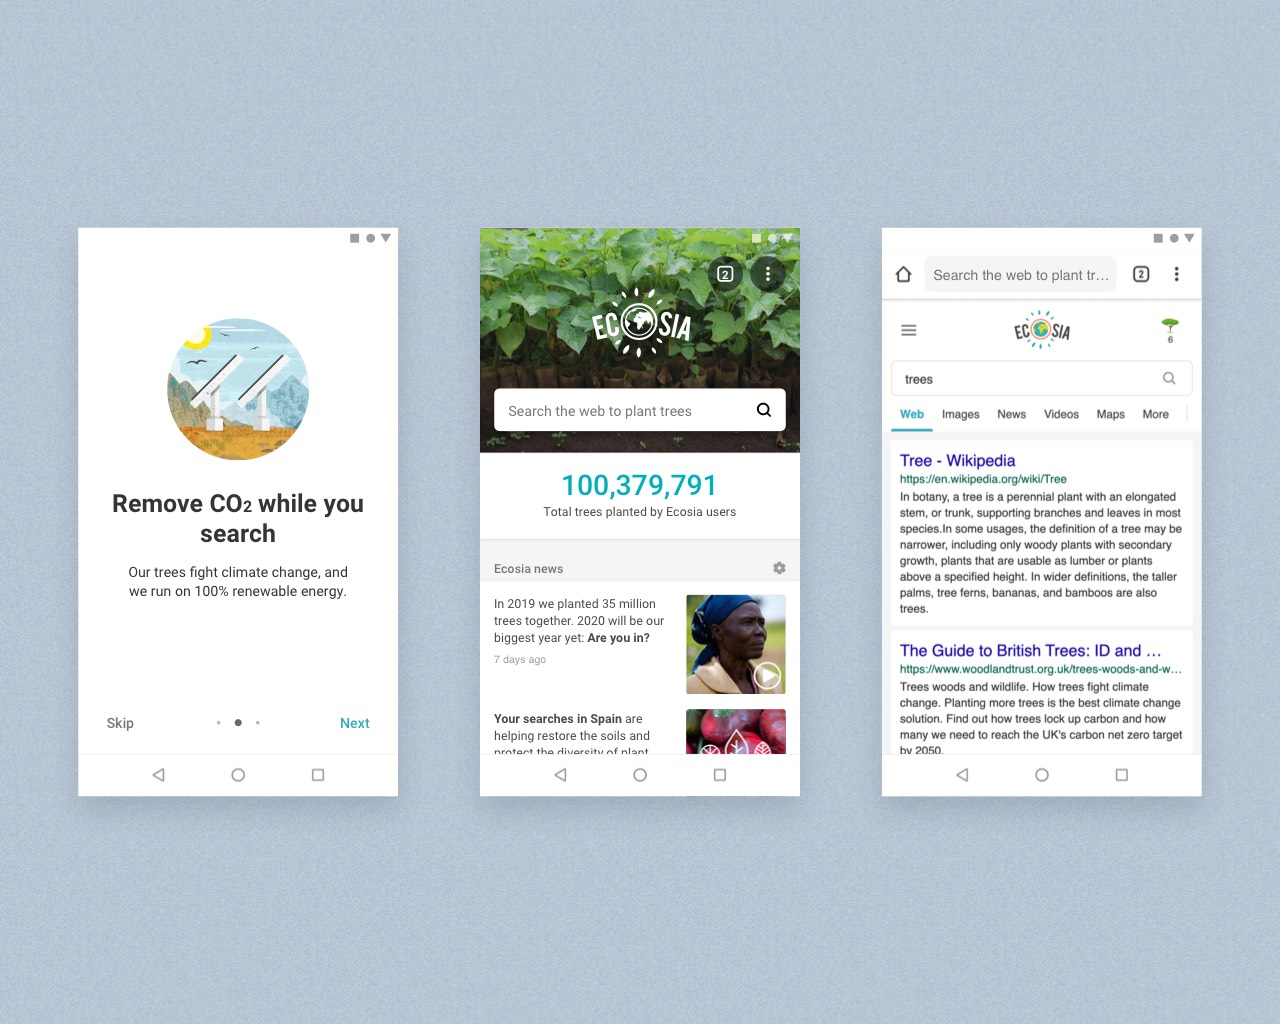 Remove CO2 while you
search
Our trees fight climate change, and
we run on 100% renewable energy.
Skip
Next
2
ECOSIA
Search the web to plant trees
100,379,791
Total trees planted by Ecosia users
Ecosia news
In 2019 we planted 35 million
trees together. 2020 will be our
biggest year yet: Are you in?
7 days ago
Your searches in Spain are
helping restore the soils and
protect the diversity of plant
Search the web to plant tr…
2
ECOSIA
6
trees
Web Images News Videos Maps More
Tree - Wikipedia
https://en.wikipedia.org/wiki/Tree
In botany, a tree is a perennial plant with an elongated
stem, or trunk, supporting branches and leaves in most
species.In some usages, the definition of a tree may be
narrower, including only woody plants with secondary
growth, plants that are usable as lumber or plants
above a specified height. In wider definitions, the taller
palms, tree ferns, bananas, and bamboos are also
trees.
The Guide to British Trees: ID and …
https://www.woodlandtrust.org.uk/trees-woods-and-w…
Trees woods and wildlife. How trees fight climate
change. Planting more trees is the best climate change
solution. Find out how trees lock up carbon and how
many we need to reach the UK's carbon net zero target
by 2050.